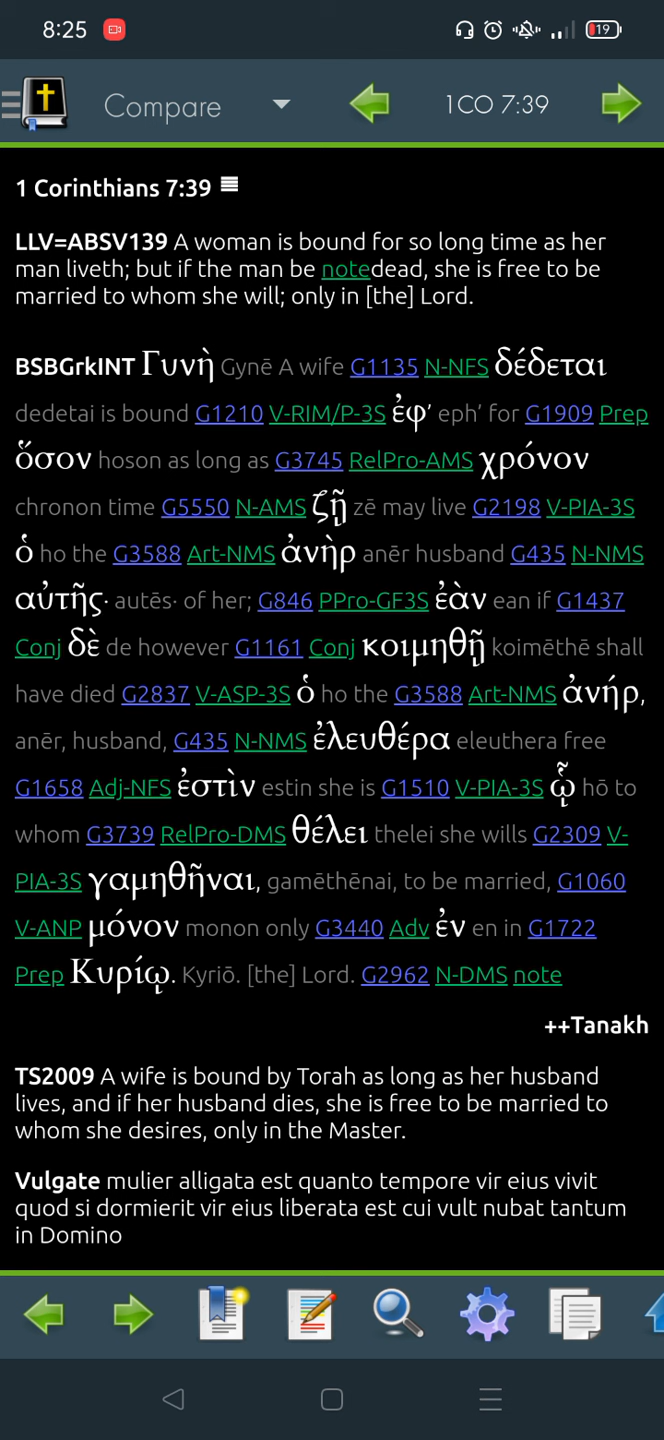 8:25
19
Compare
1CO 7:39
1 Corinthians 7:39
LLV=ABSV139 A woman is bound for so long time as her
man liveth; but if the man be notedead, she is free to be
married to whom she will; only in [the] Lord.
BSBGrkINT Γυνὴ Gynē A wife G1135 N-NFS δέδεται
dedetai is bound G1210 V-RIM/P-3S ἐφ’ eph’ for G1909 Prep
ὅσον hoson as long as G3745 RelPro-AMS χρόνον
chronon time G5550 N-AMS ζῇ zē may live G2198 V-PIA-3S
ὁ ho the G3588 Art-NMS ἀνὴρ anēr husband G435 N-NMS
αὐτῆς· autēs· of her; G846 PPro-GF3S ἐὰν ean if G1437
Conj δὲ de however G1161 Conj κοιμηθῇ koimēthē shall
have died G2837 V-ASP-3S ὁ ho the G3588 Art-NMS ἀνήρ,
anēr, husband, G435 N-NMS ἐλευθέρα eleuthera free
G1658 Adj-NFS ἐστὶν estin she is G1510 V-PIA-3S ᾧ hō to
whom G3739 RelPro-DMS θέλει thelei she wills G2309 V-
PIA-3S γαμηθῆναι, gamēthēnai, to be married, G1060
V-ANP μόνον monon only G3440 Adv ἐν en in G1722
Prep Κυρίῳ. Kyriō. [the] Lord. G2962 N-DMS note
++Tanakh
TS2009 A wife is bound by Torah as long as her husband
lives, and if her husband dies, she is free to be married to
whom she desires, only in the Master.
Vulgate mulier alligata est quanto tempore vir eius vivit
quod si dormierit vir eius liberata est cui vult nubat tantum
in Domino